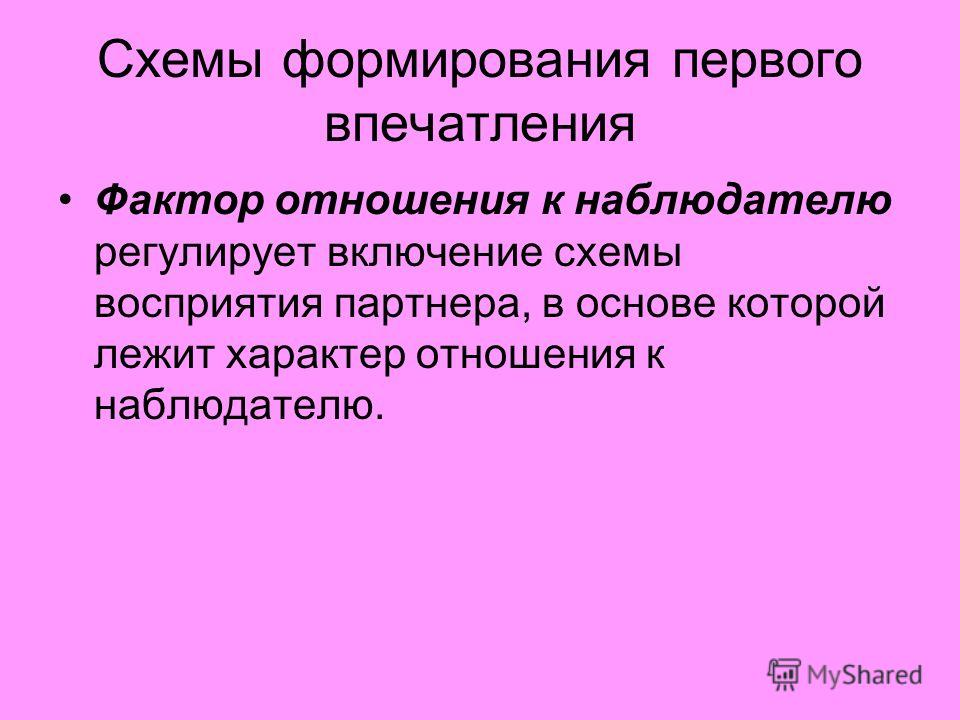 Схемы формирования первого
впечатления
• Фактор отношения к наблюдателю
регулирует включение схемы
восприятия партнера, в основе которой
лежит характер отношения к
наблюдателю.
MyShared